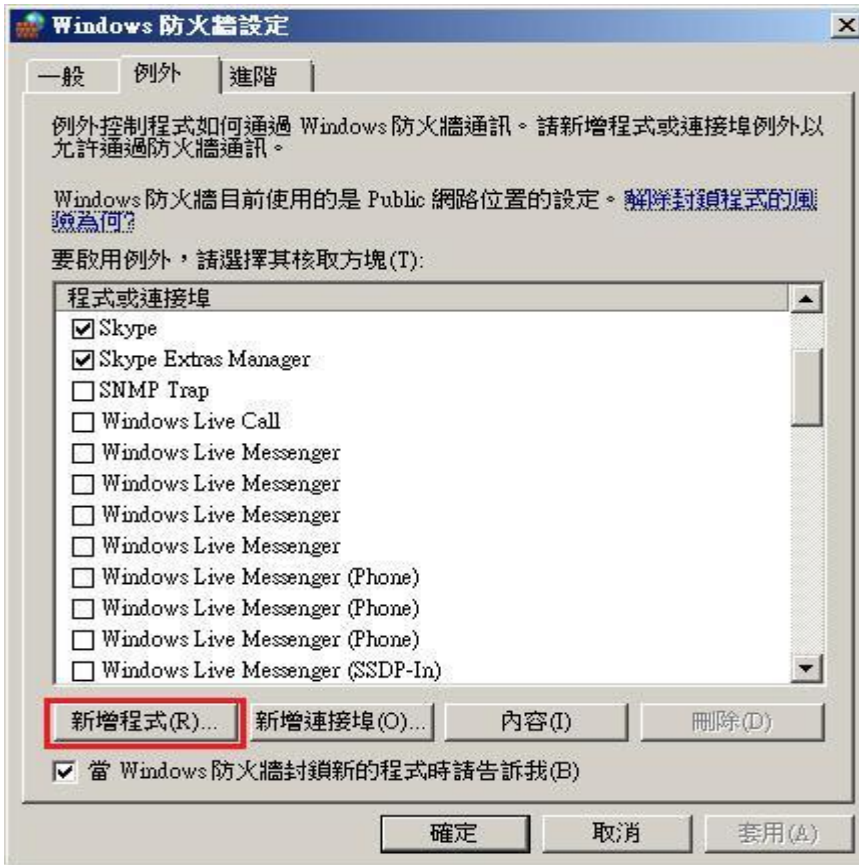 Windows 防火牆設定
一般 例外 進階
例外控制程式如何通過 Windows 防火牆通訊。請新增程式或連接埠例外以
允許通過防火牆通訊。
Windows 防火牆目前使用的是 Public 網路位置的設定。解除封鎖程式的風
險為何?
要啟用例外，請選擇其核取方塊(T):
程式或連接埠
Skype
Skype Extras Manager
SNMP Trap
Windows Live Call
Windows Live Messenger
Windows Live Messenger
Windows Live Messenger
Windows Live Messenger
Windows Live Messenger (Phone)
Windows Live Messenger (Phone)
Windows Live Messenger (Phone)
Windows Live Messenger (SSDP-In)
新增程式(R)... 新增連接埠(O)... 內容(I) 刪除(D)
當 Windows 防火牆封鎖新的程式時請告訴我(B)
確定 取消 套用(A)